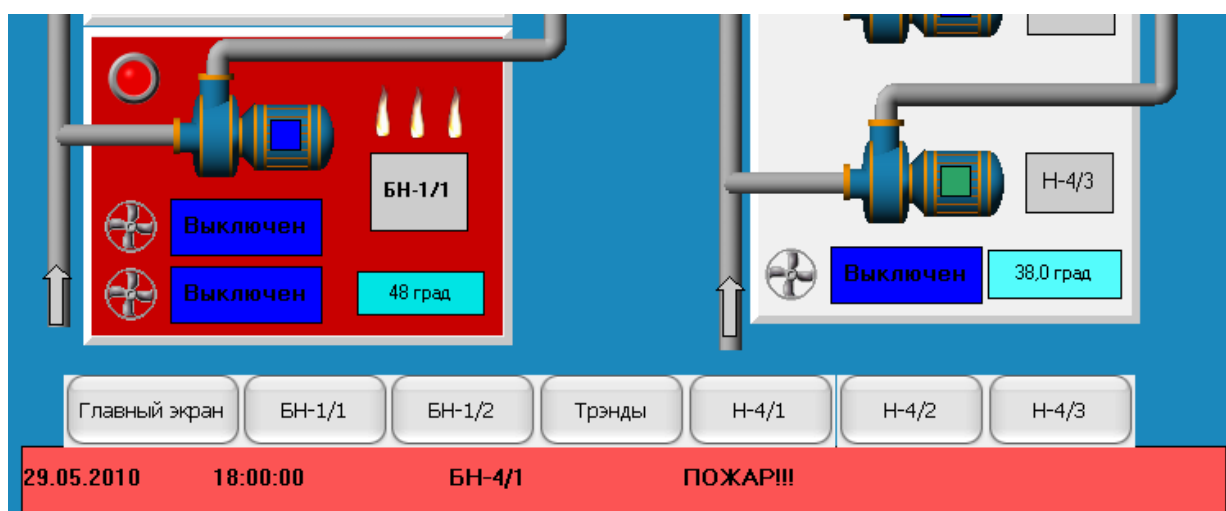 БН-1/1
Выключен
Выключен
48 град
Н-4/3
Выключен
38,0 град
Главный экран
БН-1/1
БН-1/2
Трэнды
Н-4/1
Н-4/2
Н-4/3
29.05.2010 18:00:00 БН-4/1 ПОЖАР!!!